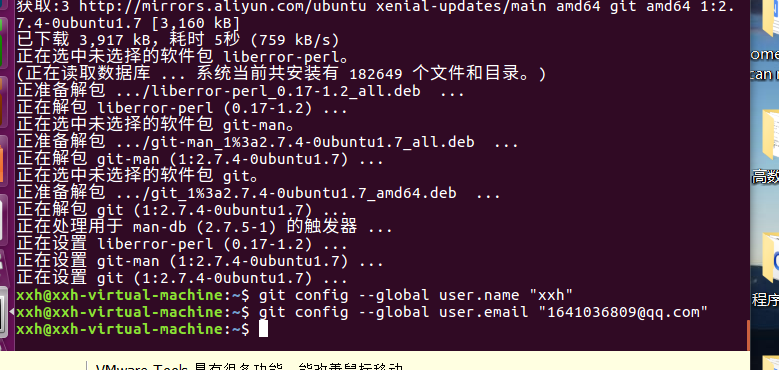 获取:3 http://mirrors.aliyun.com/ubuntu xenial-updates/main amd64 git amd64 1:2.
7.4-0ubuntu1.7 [3,160 kB]
已下载 3,917 kB，耗时 5秒 (759 kB/s)
正在选中未选择的软件包 liberror-perl。
(正在读取数据库 ... 系统当前共安装有 182649 个文件和目录。)
正准备解包 .../liberror-perl_0.17-1.2_all.deb  ...
正在解包 liberror-perl (0.17-1.2) ...
正在选中未选择的软件包 git-man。
正准备解包 .../git-man_1%3a2.7.4-0ubuntu1.7_all.deb  ...
正在解包 git-man (1:2.7.4-0ubuntu1.7) ...
正在选中未选择的软件包 git。
正准备解包 .../git_1%3a2.7.4-0ubuntu1.7_amd64.deb  ...
正在解包 git (1:2.7.4-0ubuntu1.7) ...
正在处理用于 man-db (2.7.5-1) 的触发器 ...
正在设置 liberror-perl (0.17-1.2) ...
正在设置 git-man (1:2.7.4-0ubuntu1.7) ...
正在设置 git (1:2.7.4-0ubuntu1.7) ...
xxh@xxh-virtual-machine:~$ git config --global user.name "xxh"
xxh@xxh-virtual-machine:~$ git config --global user.email "1641036809@qq.com"
xxh@xxh-virtual-machine:~$
VMware Tools 具有很多功能，能改善鼠标移动
ome
can
高数
程序